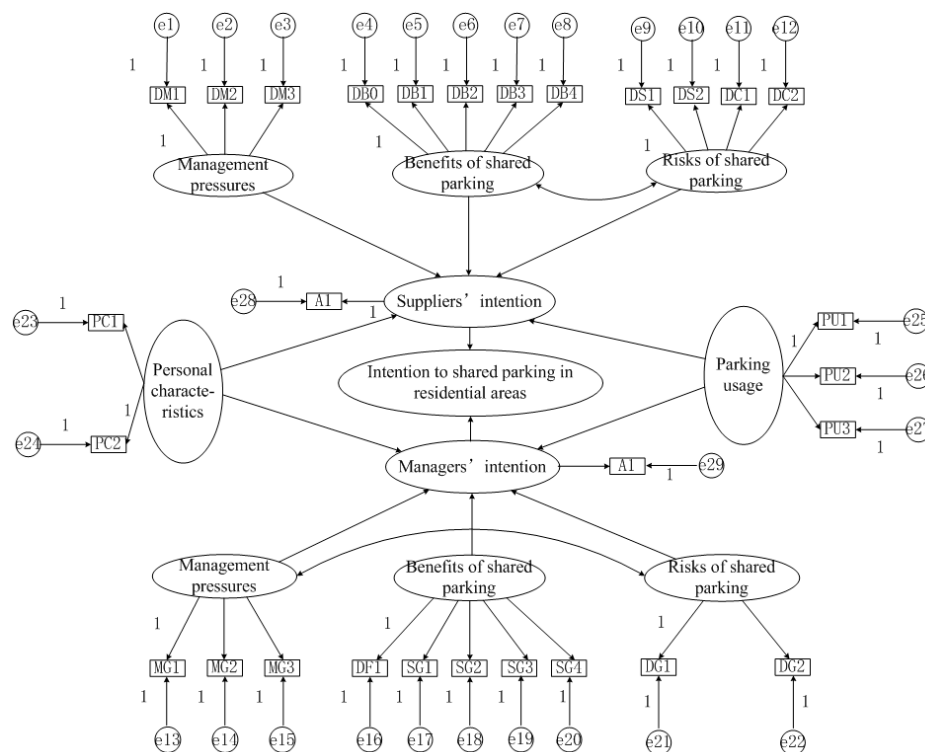 e1 e2 e3 e4 e5 e6 e7 e8 e9 e10 e11 e12
1 1 1 1 1 1 1 1 1 1 1 1
DM1 DM2 DM3 DB0 DB1 DB2 DB3 DB4 DS1 DS2 DC1 DC2
1 1 1
Management
pressures
Benefits of shared
parking
Risks of shared
parking
1
e28 AI Suppliers’ intention
1
1 1
e23 PC1 PU1 e25
1
Personal
characte-
ristics
Intention to shared parking in
residential areas
Parking
usage
PU2 e26
1
1 1
e24 PC2 PU3 e27
1
Managers’ intention AI e29
1
Management
pressures
Benefits of shared
parking
Risks of shared
parking
1 1 1
MG1 MG2 MG3 DF1 SG1 SG2 SG3 SG4 DG1 DG2
1 1 1 1 1 1 1 1 1 1
e13 e14 e15 e16 e17 e18 e19 e20 e21 e22